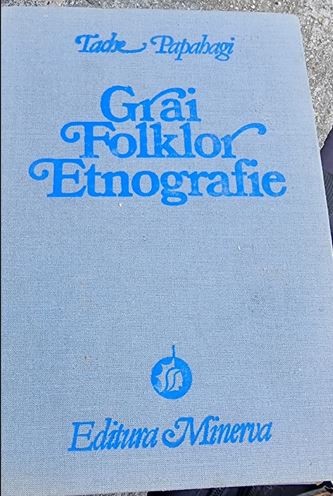 Tache Papahagi
Grai
Folklor
Etnografie
Editura Minerva